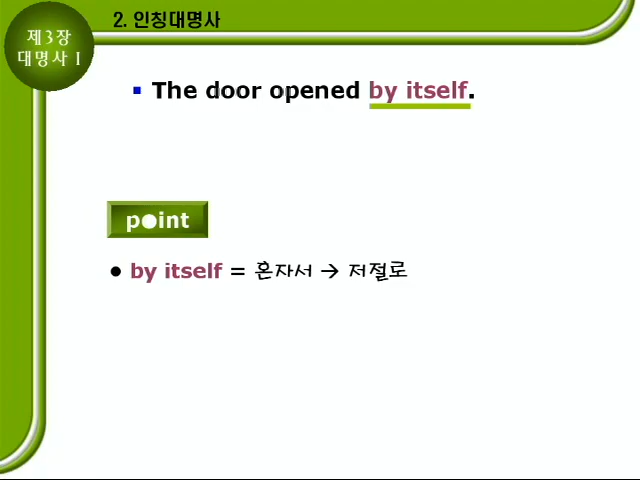 제3장
대명사 I
2. 인칭대명사
▪ The door opened by itself.
point
● by itself = 혼자서 → 저절로